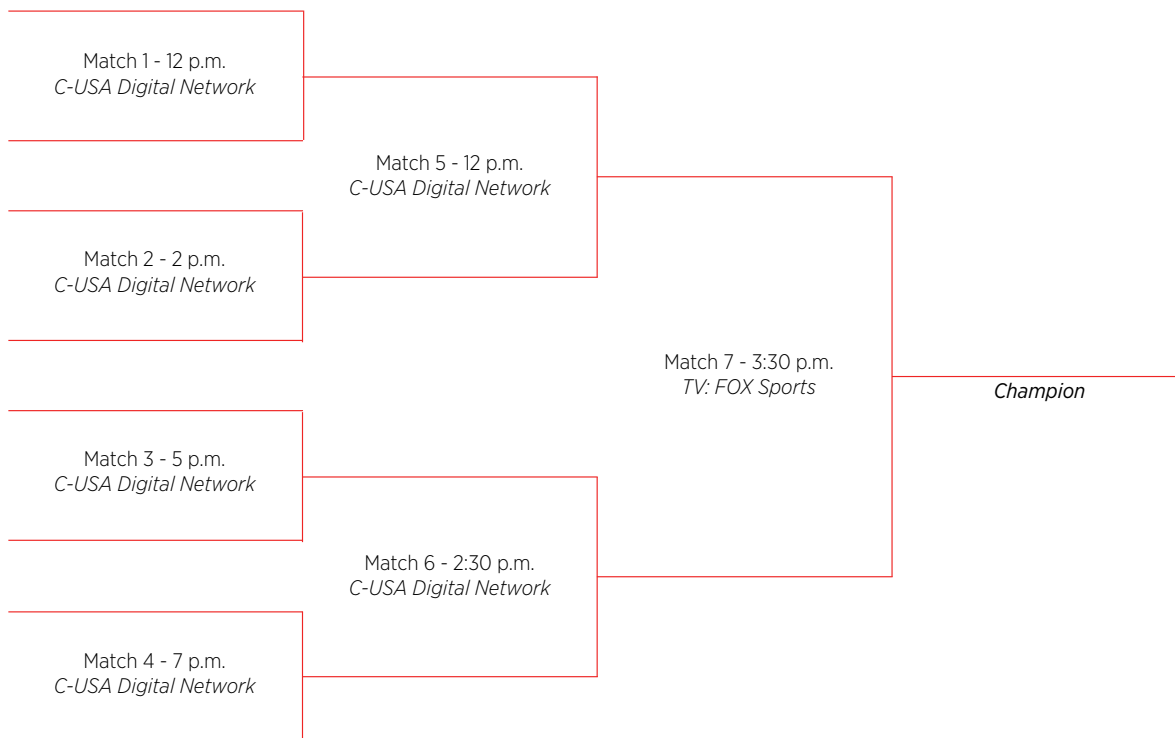 Match 1 - 12 p.m.
C-USA Digital Network
Match 5 - 12 p.m.
C-USA Digital Network
Match 2 - 2 p.m.
C-USA Digital Network
Match 7 - 3:30 p.m.
TV: FOX Sports
Champion
Match 3 - 5 p.m.
C-USA Digital Network
Match 6 - 2:30 p.m.
C-USA Digital Network
Match 4 - 7 p.m.
C-USA Digital Network